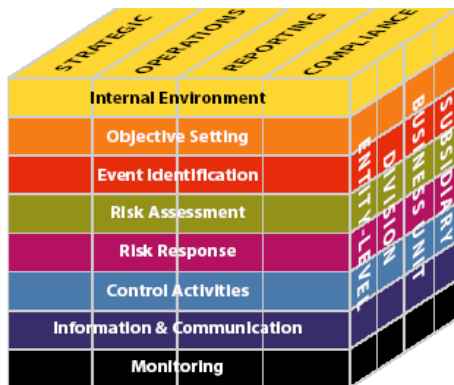 STRATEGIC
OPERATIONS
REPORTING
COMPLIANCE
Internal Environment
Objective Setting
Event Identification
Risk Assessment
Risk Response
Control Activities
Information & Communication
Monitoring
ENTITY-LEVEL
DIVISION
BUSINESS UNIT
SUBSIDIARY